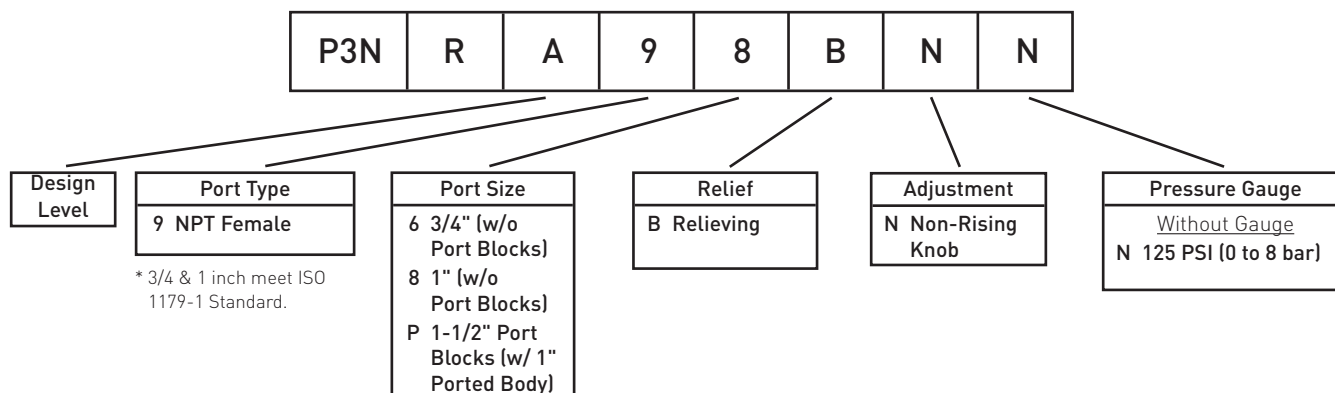 P3N R A 9 8 B N N
Design
Level
Port Type
9 NPT Female
* 3/4 & 1 inch meet ISO
1179-1 Standard.
Port Size
6 3/4" (w/o
Port Blocks)
8 1" (w/o
Port Blocks)
P 1-1/2" Port
Blocks (w/ 1"
Ported Body)
Relief
B Relieving
Adjustment
N Non-Rising
Knob
Pressure Gauge
Without Gauge
N 125 PSI (0 to 8 bar)